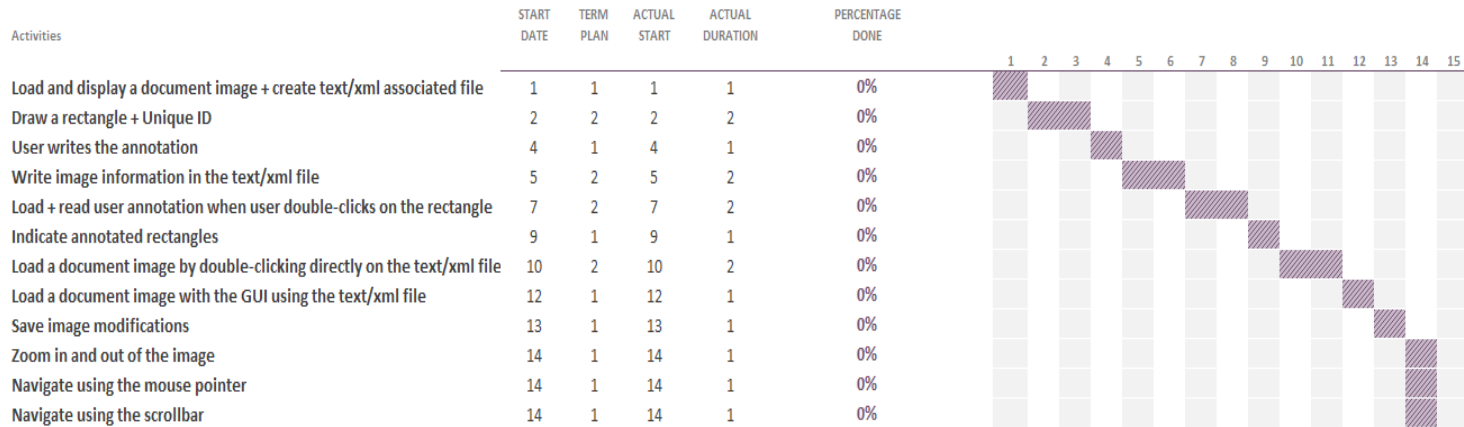 START TERM ACTUAL ACTUAL PERCENTAGE
Activities DATE PLAN START DURATION DONE
1 2 3 4 5 6 7 8 9 10 11 12 13 14 15
Load and display a document image + create text/xml associated file 1 1 1 1 0%
Draw a rectangle + Unique ID 2 2 2 2 0%
User writes the annotation 4 1 4 1 0%
Write image information in the text/xml file 5 2 5 2 0%
Load + read user annotation when user double-clicks on the rectangle 7 2 7 2 0%
Indicate annotated rectangles 9 1 9 1 0%
Load a document image by double-clicking directly on the text/xml file 10 2 10 2 0%
Load a document image with the GUI using the text/xml file 12 1 12 1 0%
Save image modifications 13 1 13 1 0%
Zoom in and out of the image 14 1 14 1 0%
Navigate using the mouse pointer 14 1 14 1 0%
Navigate using the scrollbar 14 1 14 1 0%